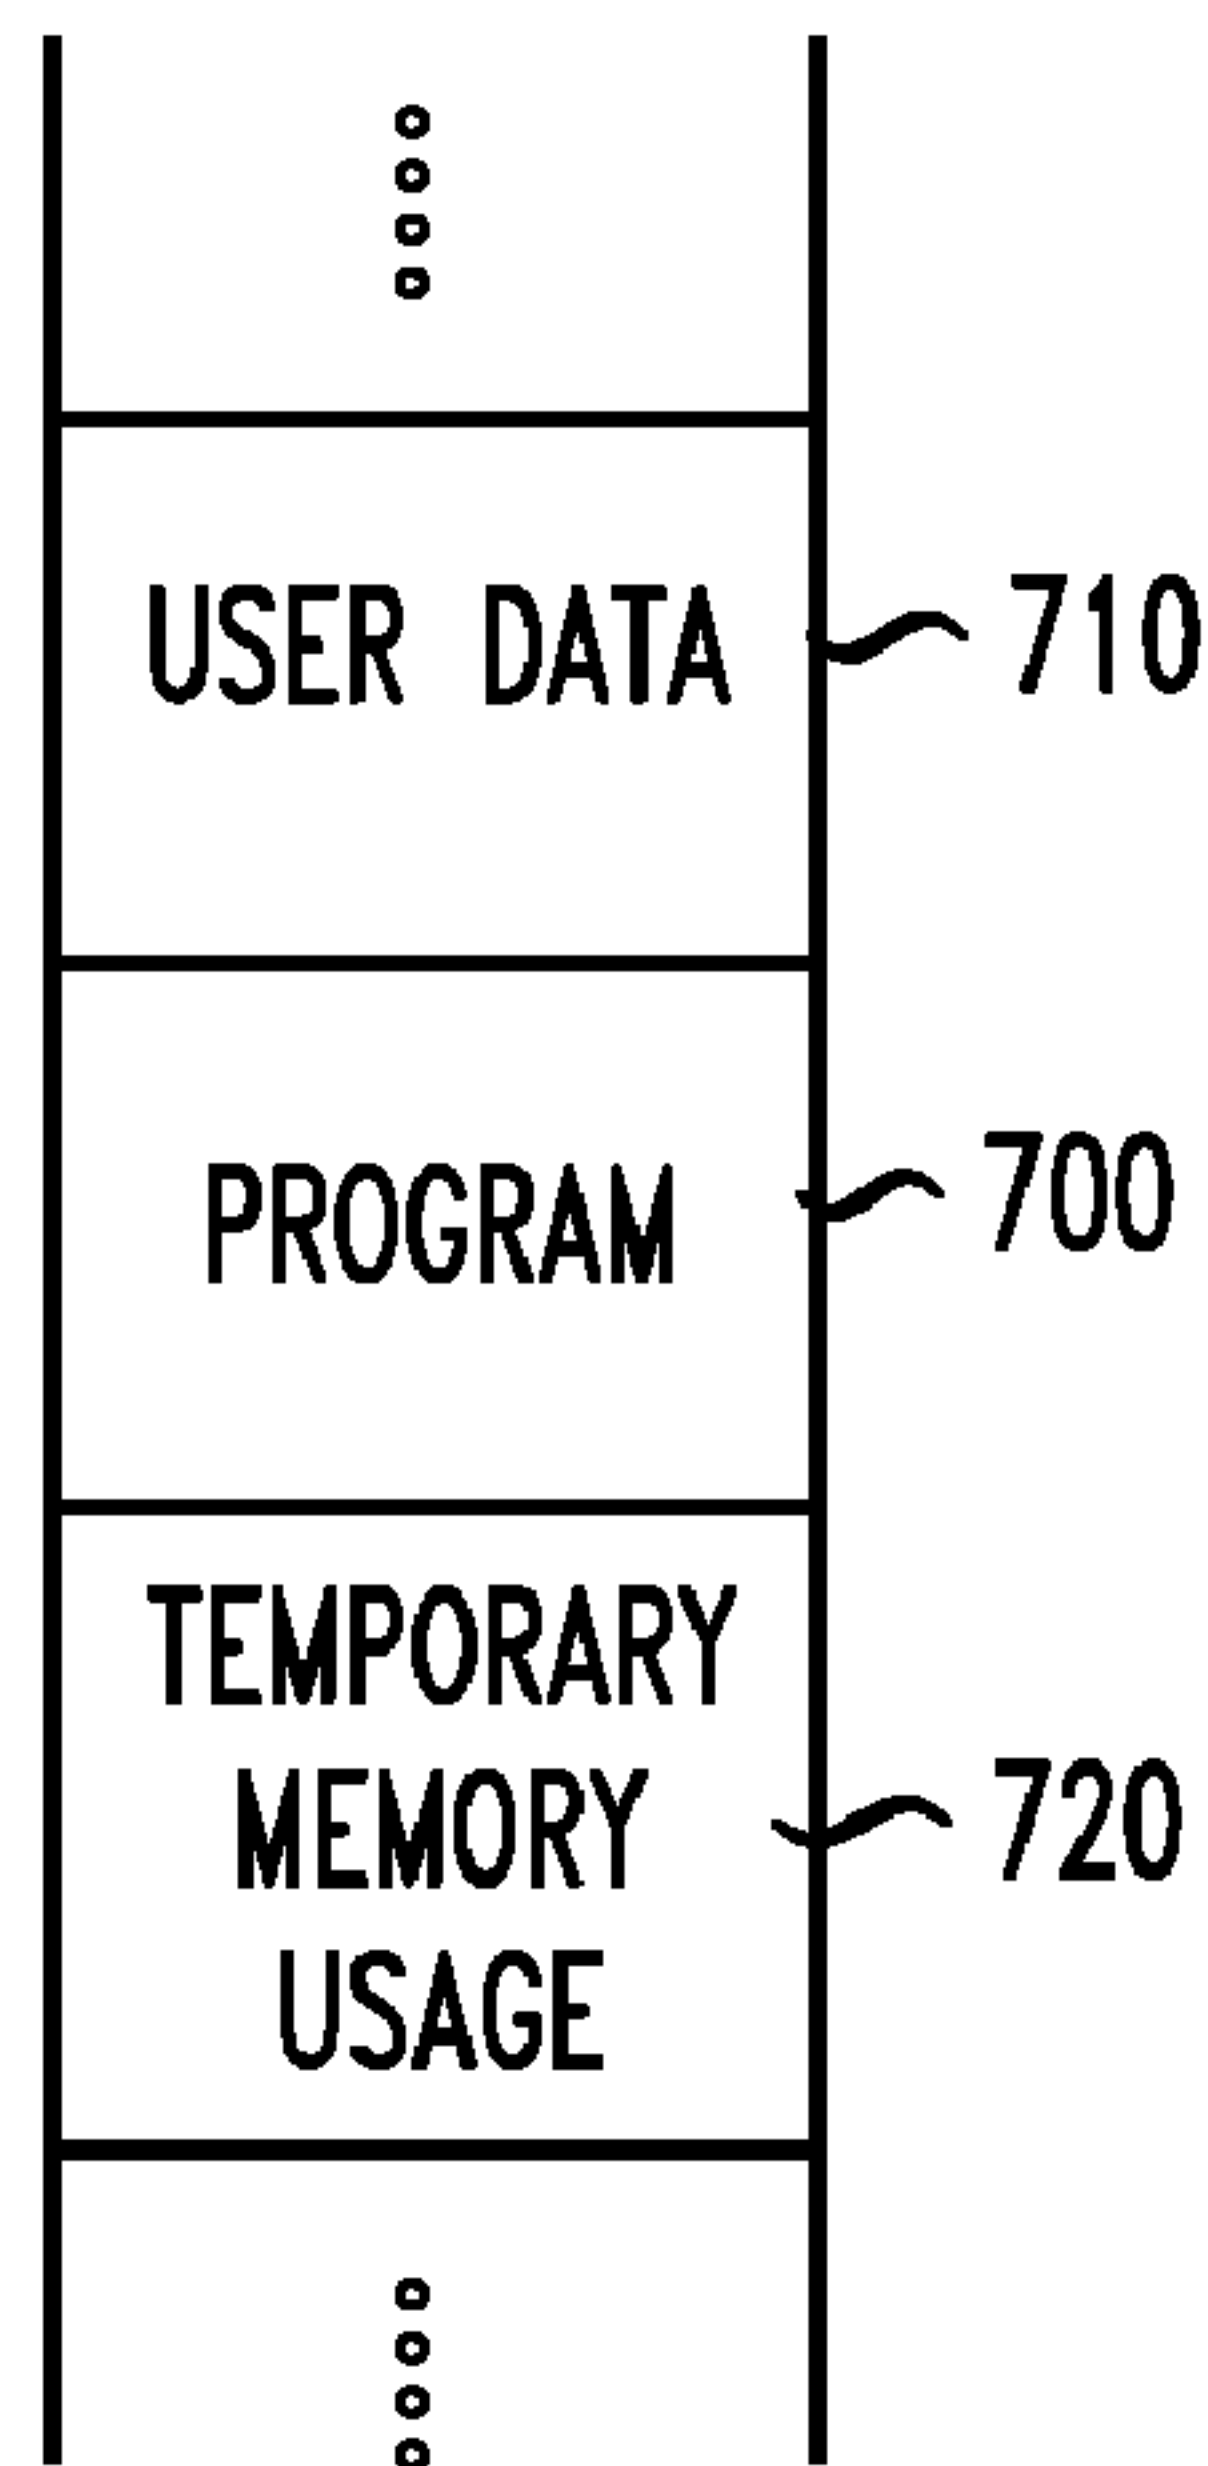 USER DATA
710
PROGRAM
700
TEMPORARY
MEMORY
720
USAGE